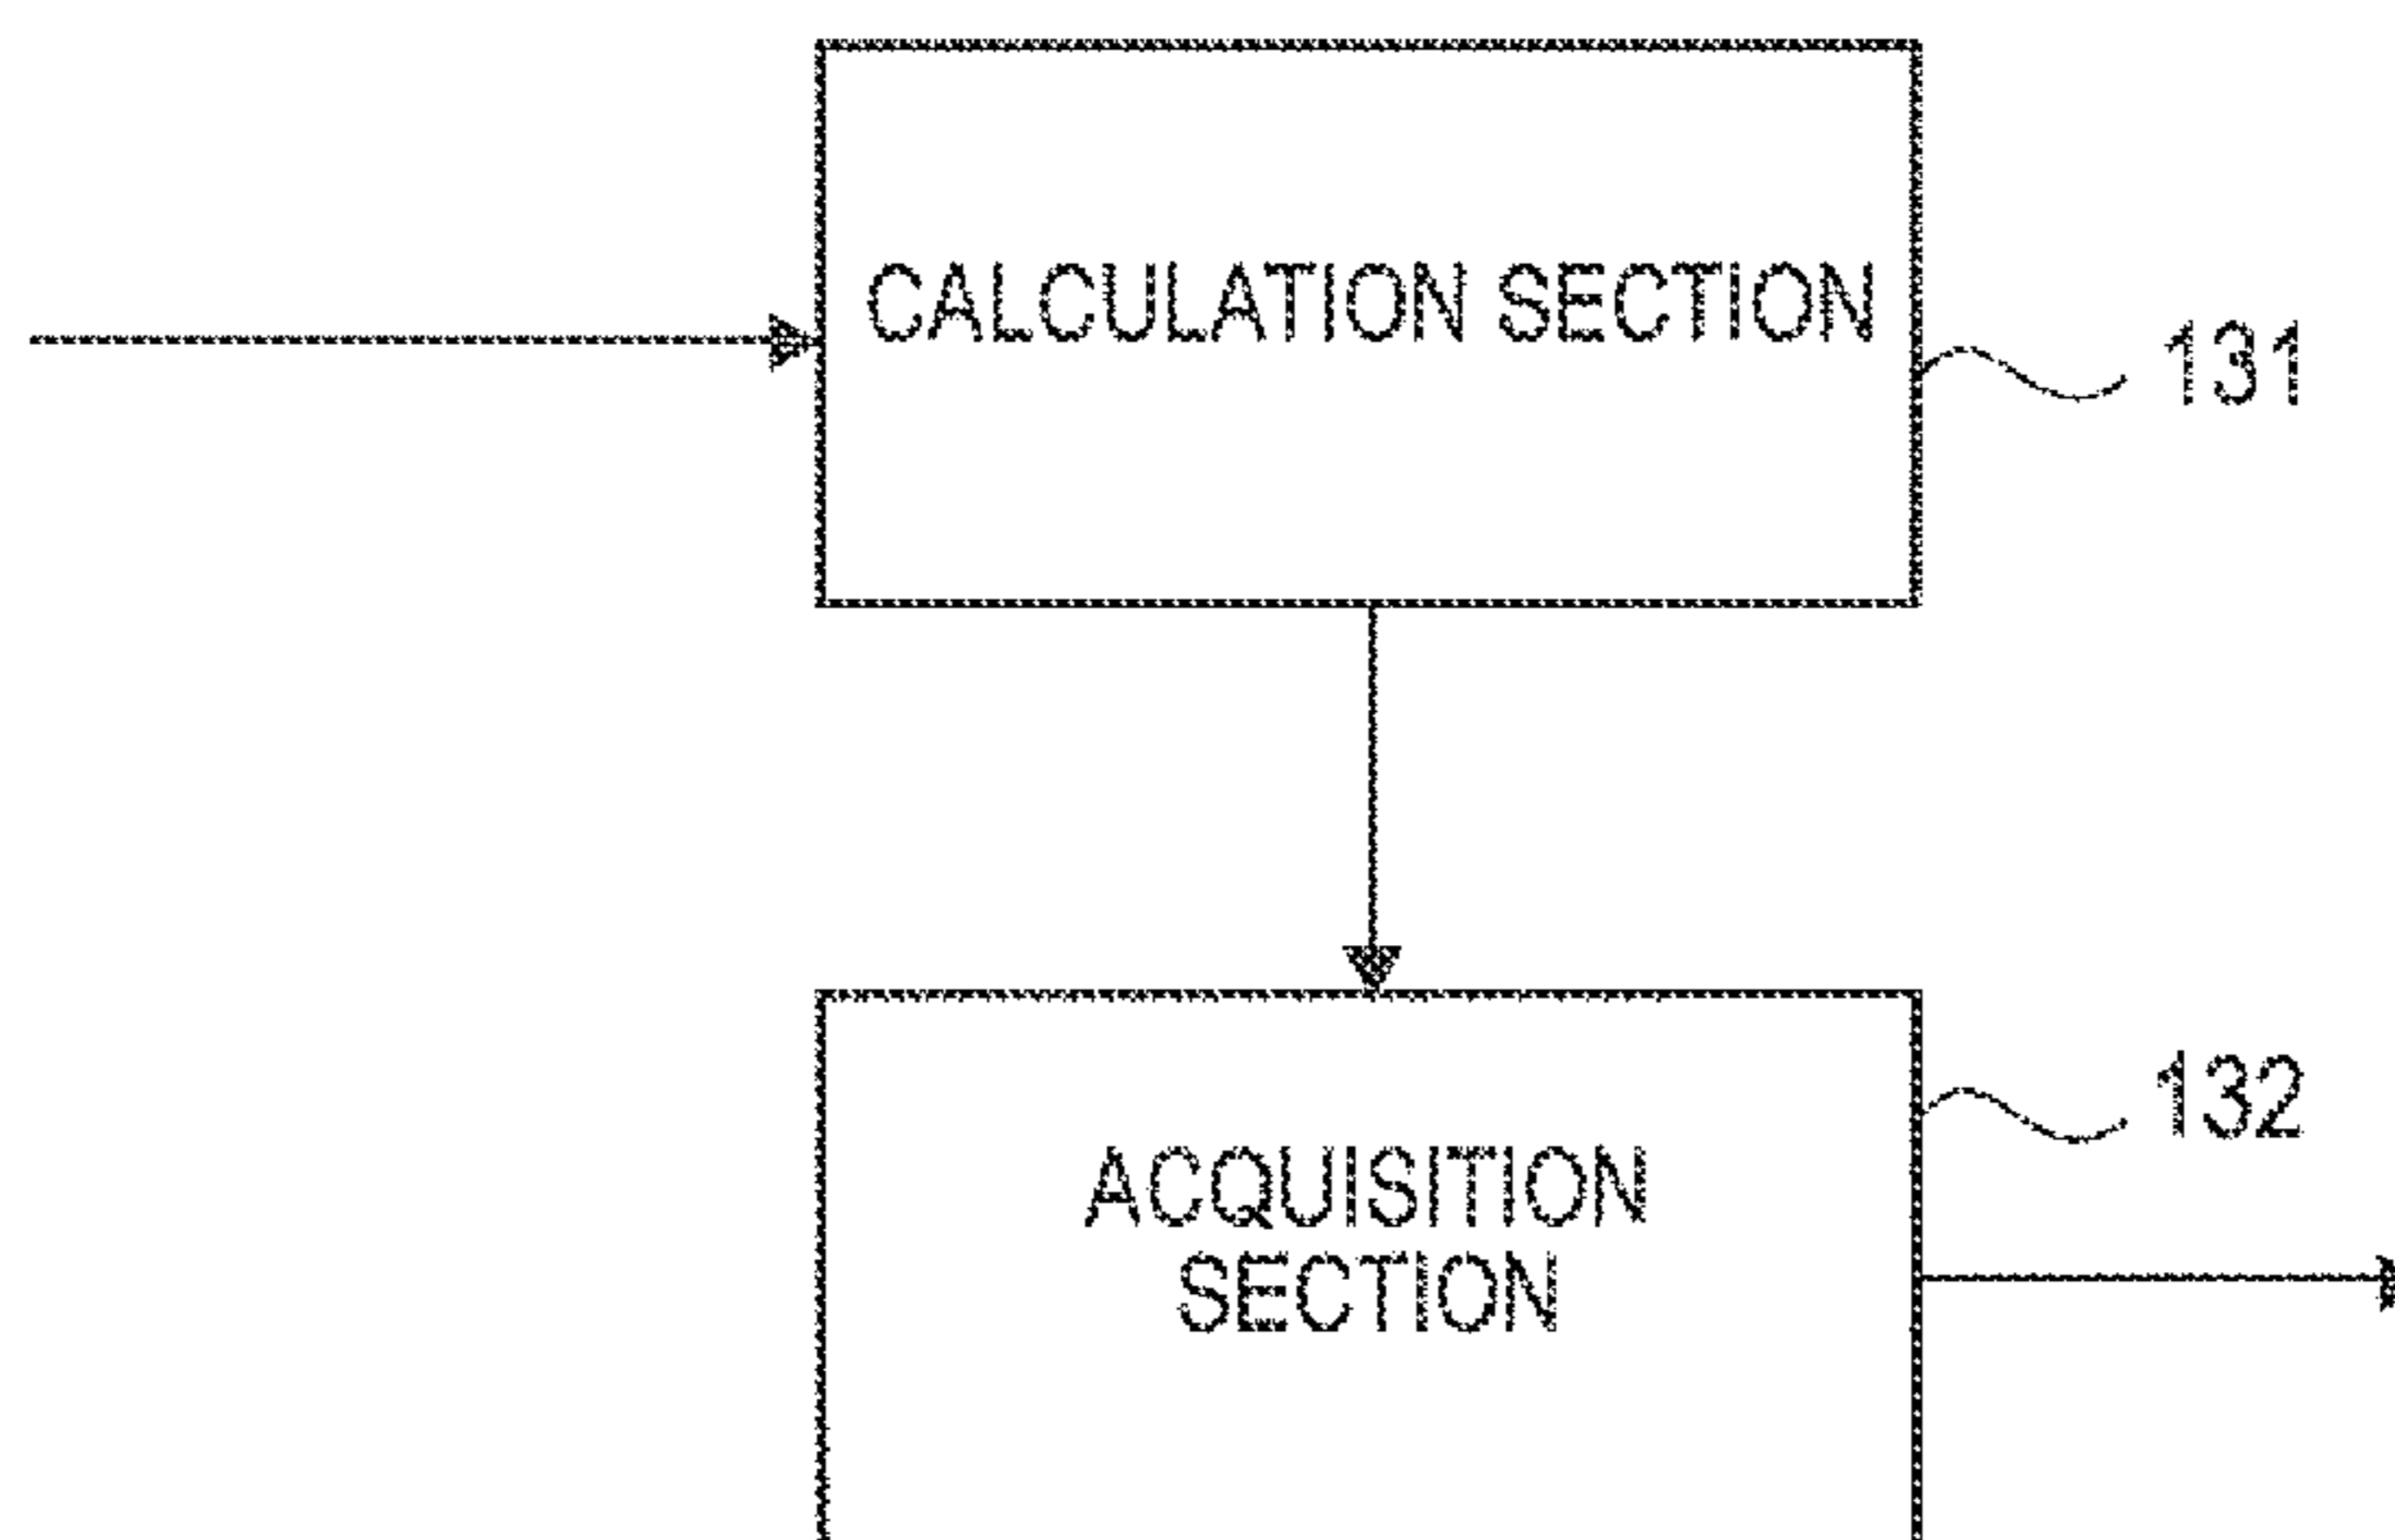 CALCULATION SECTION
131
132
ACQUISITION
SECTION